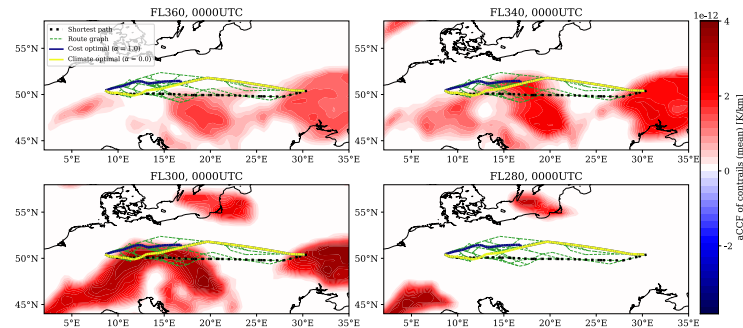 FL360, 0000UTC
FL340, 0000UTC
1e-12
Shortest path
Route graph
Cost optimal (α = 1.0)
Climate optimal (α = 0.0)
55°N
50°N
45°N
5°E 10°E 15°E 20°E 25°E 30°E 35°E
55°N
50°N
45°N
5°E 10°E 15°E 20°E 25°E 30°E 35°E
FL300, 0000UTC
FL280, 0000UTC
55°N
50°N
45°N
5°E 10°E 15°E 20°E 25°E 30°E 35°E
55°N
50°N
45°N
5°E 10°E 15°E 20°E 25°E 30°E 35°E
4
2
0
−2
aCCF of contrails (mean) [K/km]